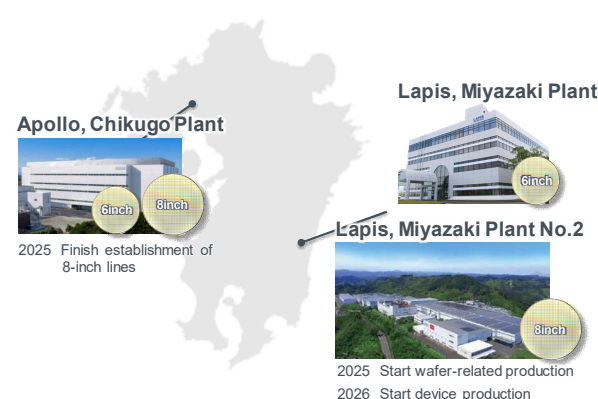 Lapis, Miyazaki Plant
Apollo, Chikugo Plant
LAPIS
6inch
6inch
8inch
Lapis, Miyazaki Plant No.2
2025 Finish establishment of
8-inch lines
8inch
2025 Start wafer-related production
2026 Start device production